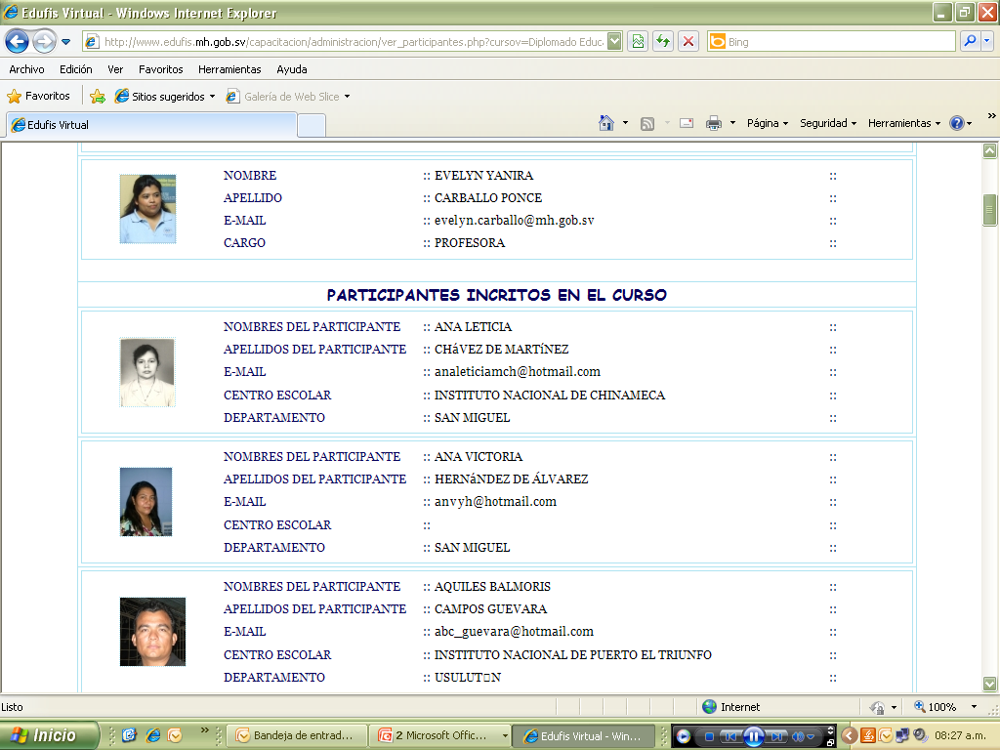 Edufis Virtual - Windows Internet Explorer
http://www.edufis.mh.gob.sv/capacitacion/administracion/ver_participantes.php?cursov=Diplomado Educ.
Bing
Archivo Edición Ver Favoritos Herramientas Ayuda
Favoritos Sitios sugeridos Galería de Web Slice
Edufis Virtual Página Seguridad Herramientas »
NOMBRE :: EVELYN YANIRA ::
APELLIDO :: CARBALLO PONCE ::
E-MAIL :: evelyn.carballo@mh.gob.sv ::
CARGO :: PROFESORA ::
PARTICIPANTES INCRITOS EN EL CURSO
NOMBRES DEL PARTICIPANTE :: ANA LETICIA ::
APELLIDOS DEL PARTICIPANTE :: CHáVEZ DE MARTíNEZ ::
E-MAIL :: analeticiamch@hotmail.com ::
CENTRO ESCOLAR :: INSTITUTO NACIONAL DE CHINAMECA ::
DEPARTAMENTO :: SAN MIGUEL ::
NOMBRES DEL PARTICIPANTE :: ANA VICTORIA ::
APELLIDOS DEL PARTICIPANTE :: HERNáNDEZ DE ÁLVAREZ ::
E-MAIL :: anvyh@hotmail.com ::
CENTRO ESCOLAR :: ::
DEPARTAMENTO :: SAN MIGUEL ::
NOMBRES DEL PARTICIPANTE :: AQUILES BALMORIS ::
APELLIDOS DEL PARTICIPANTE :: CAMPOS GUEVARA ::
E-MAIL :: abc_guevara@hotmail.com ::
CENTRO ESCOLAR :: INSTITUTO NACIONAL DE PUERTO EL TRIUNFO ::
DEPARTAMENTO :: USULUT▯N ::
Listo Internet 100%
Inicio » Bandeja de entrad... 2 Microsoft Offic... Edufis Virtual - Win... 08:27 a.m.